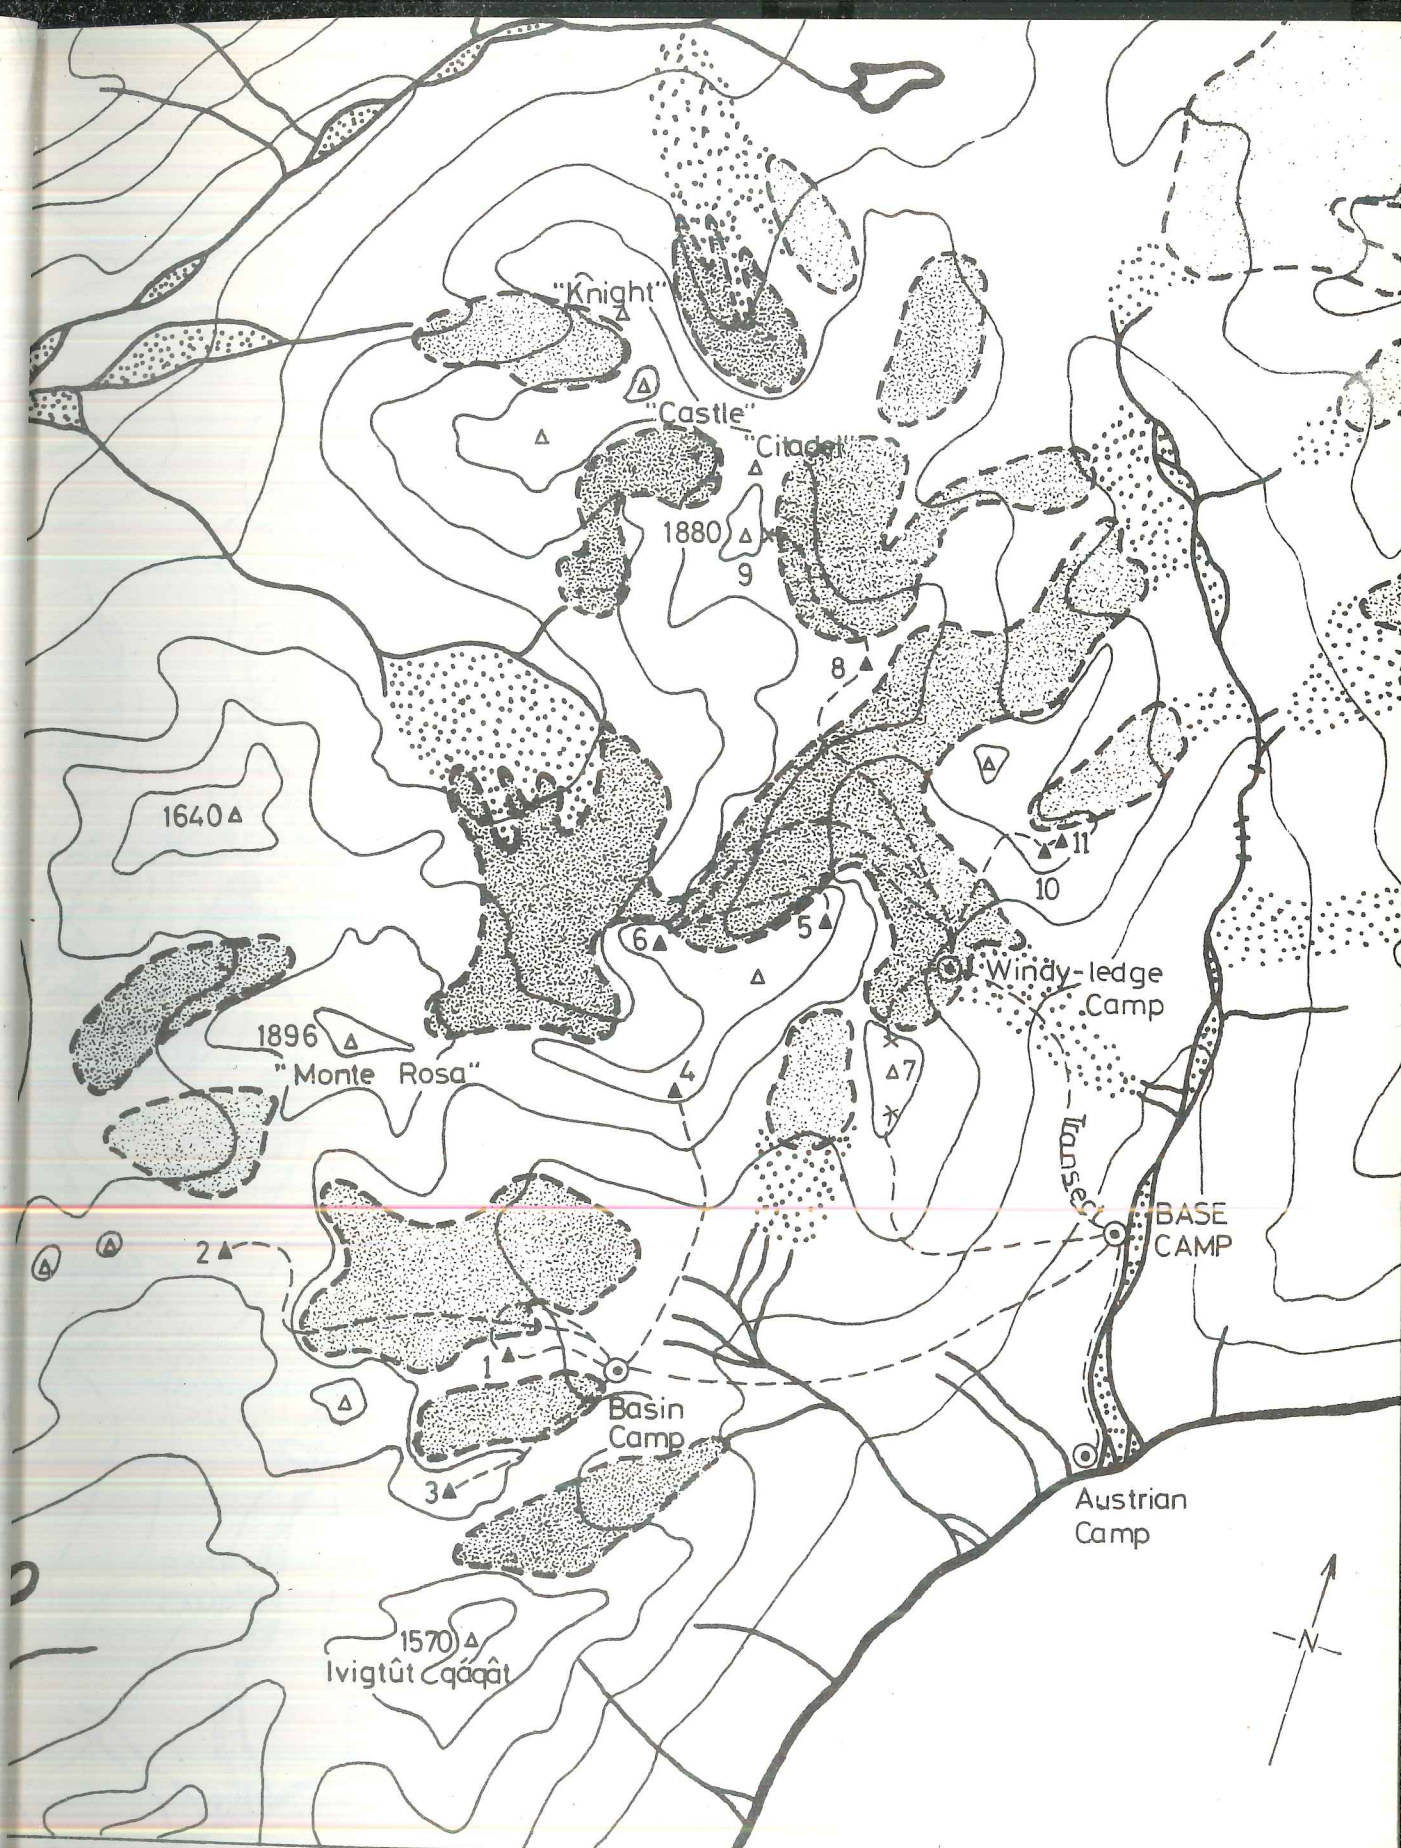 "Knight"
"Castle"
"Citadel"
1880
9
8
1640
11
10
5
6
Windy-ledge
Camp
1896
"Monte Rosa"
7
4
Transect
BASE
CAMP
2
1
Basin
Camp
3
Austrian
Camp
1570
Ivigtût qáqât
N